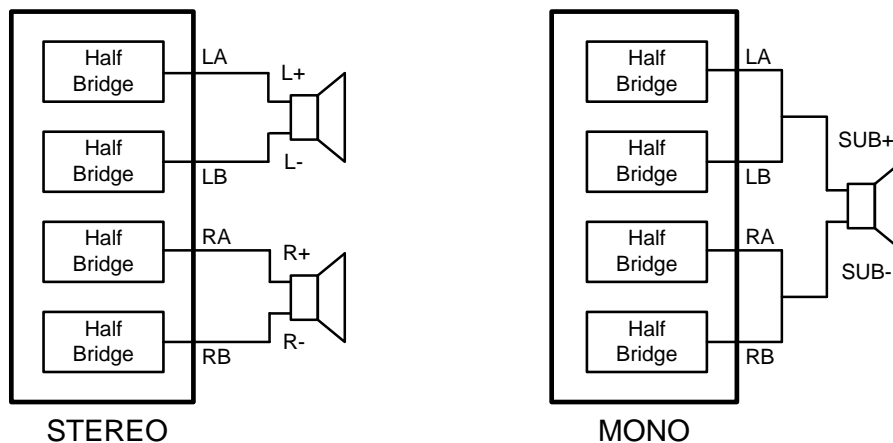 Half
Bridge
LA
L+
Half
Bridge
LB
L-
Half
Bridge
RA
R+
Half
Bridge
RB
R-
STEREO
Half
Bridge
LA
SUB+
Half
Bridge
LB
Half
Bridge
RA
SUB-
Half
Bridge
RB
MONO